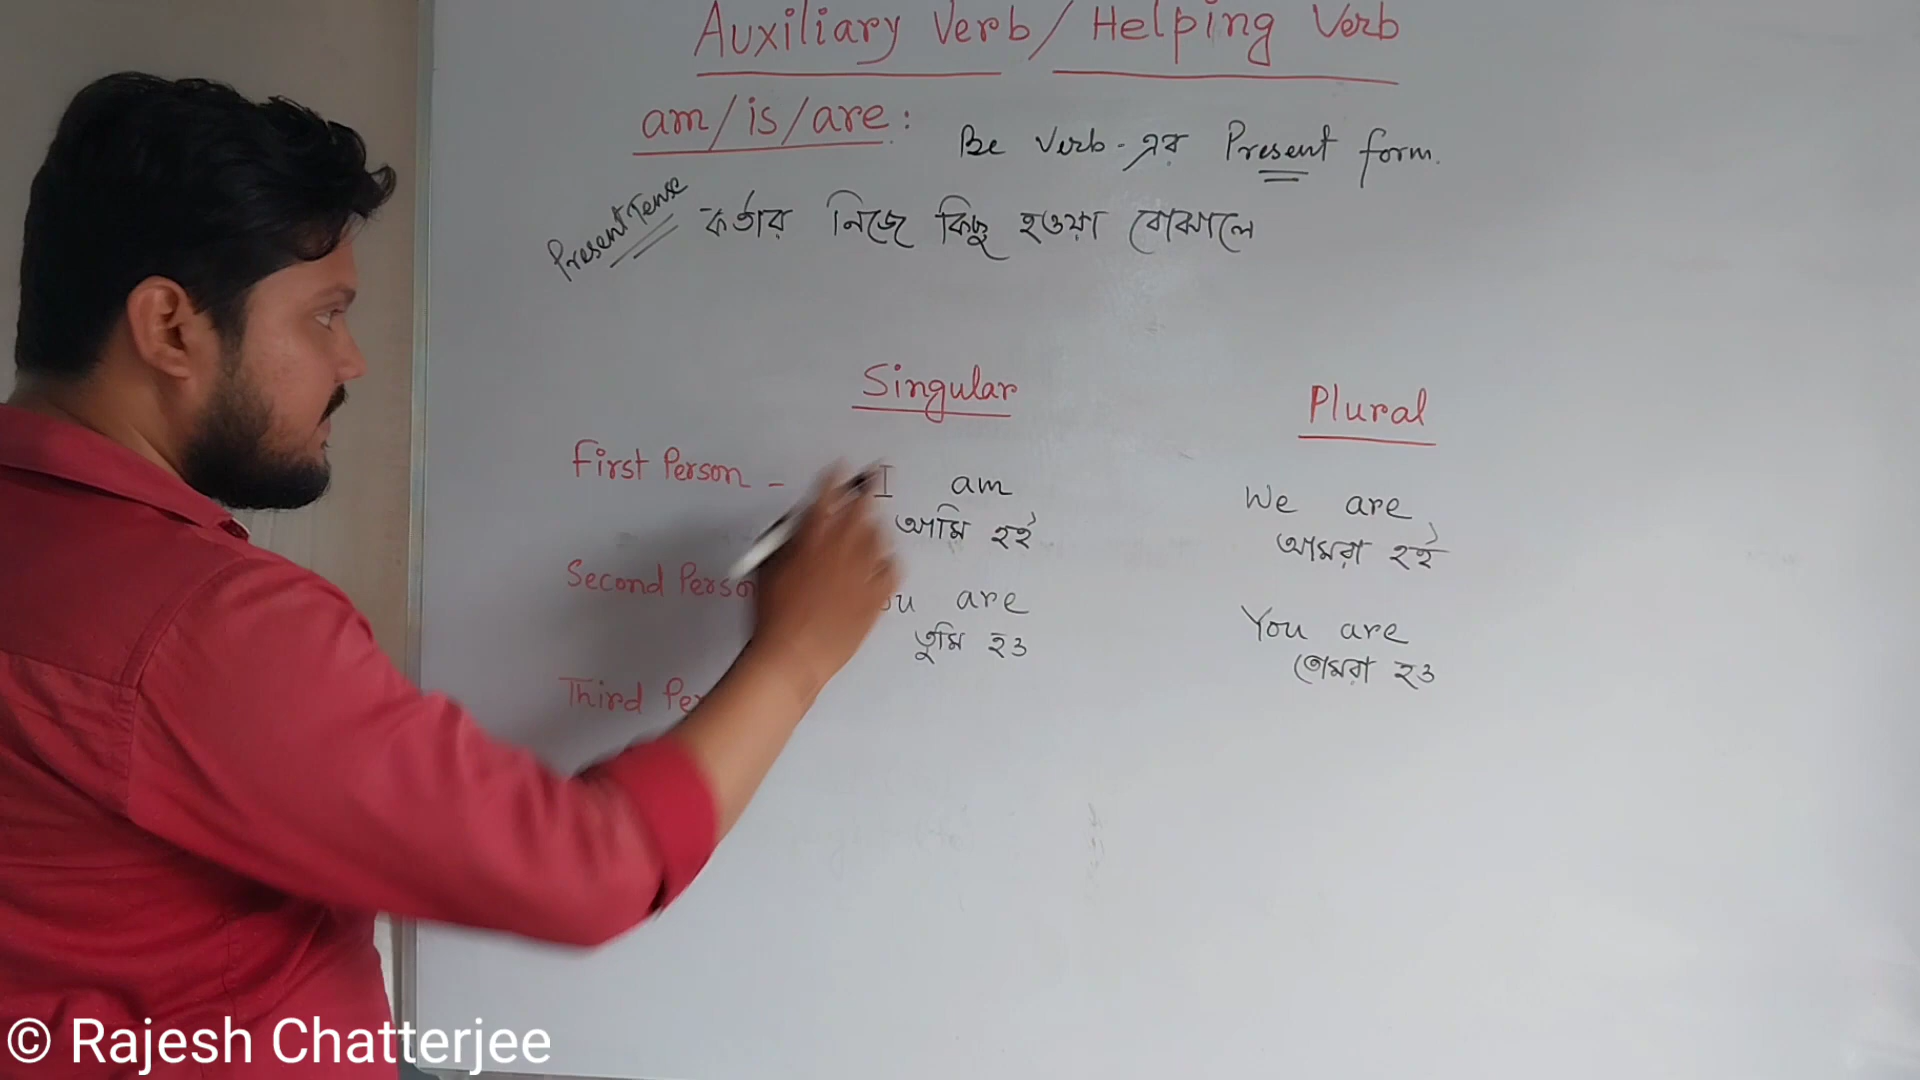 Auxiliary Verb / Helping Verb
am/is/are:
Be Verb-এর Present form.
Present Tense
কর্তার নিজে কিছু হওয়া বোঝালে
Singular
Plural
First Person -
I am
We are
আমি হই
আমরা হই
Second Perso
ou are
You are
তুমি হও
তোমরা হও
Third Per
© Rajesh Chatterjee